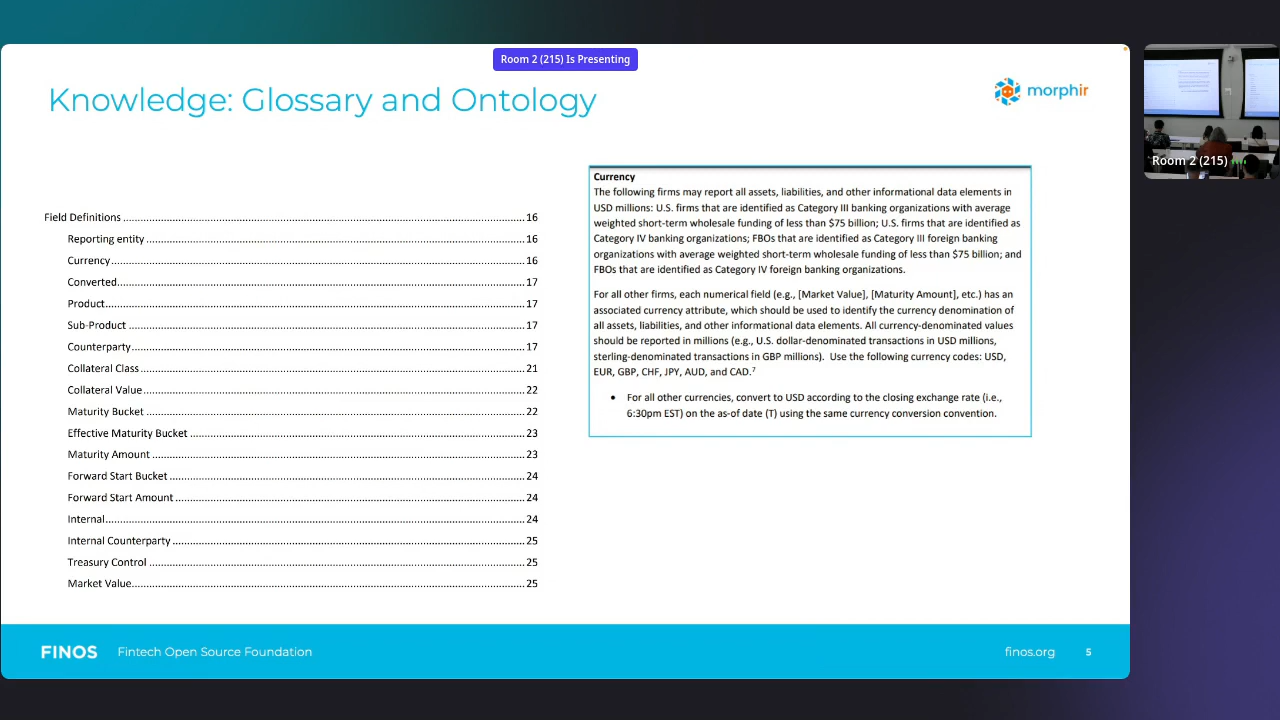 Room 2 (215) Is Presenting
Knowledge: Glossary and Ontology
morphir
Field Definitions ........................................ 16
Reporting entity ........................................ 16
Currency ........................................ 16
Converted ........................................ 17
Product ........................................ 17
Sub-Product ........................................ 17
Counterparty ........................................ 17
Collateral Class ........................................ 21
Collateral Value ........................................ 22
Maturity Bucket ........................................ 22
Effective Maturity Bucket ........................................ 23
Maturity Amount ........................................ 23
Forward Start Bucket ........................................ 24
Forward Start Amount ........................................ 24
Internal ........................................ 24
Internal Counterparty ........................................ 25
Treasury Control ........................................ 25
Market Value ........................................ 25
Currency
The following firms may report all assets, liabilities, and other informational data elements in
USD millions: U.S. firms that are identified as Category III banking organizations with average
weighted short-term wholesale funding of less than $75 billion; U.S. firms that are identified as
Category IV banking organizations; FBOs that are identified as Category III foreign banking
organizations with average weighted short-term wholesale funding of less than $75 billion; and
FBOs that are identified as Category IV foreign banking organizations.
For all other firms, each numerical field (e.g., [Market Value], [Maturity Amount], etc.) has an
associated currency attribute, which should be used to identify the currency denomination of
all assets, liabilities, and other informational data elements. All currency-denominated values
should be reported in millions (e.g., U.S. dollar-denominated transactions in USD millions,
sterling-denominated transactions in GBP millions). Use the following currency codes: USD,
EUR, GBP, CHF, JPY, AUD, and CAD.⁷
• For all other currencies, convert to USD according to the closing exchange rate (i.e.,
6:30pm EST) on the as-of date (T) using the same currency conversion convention.
FINOS Fintech Open Source Foundation
finos.org 5
Room 2 (215)